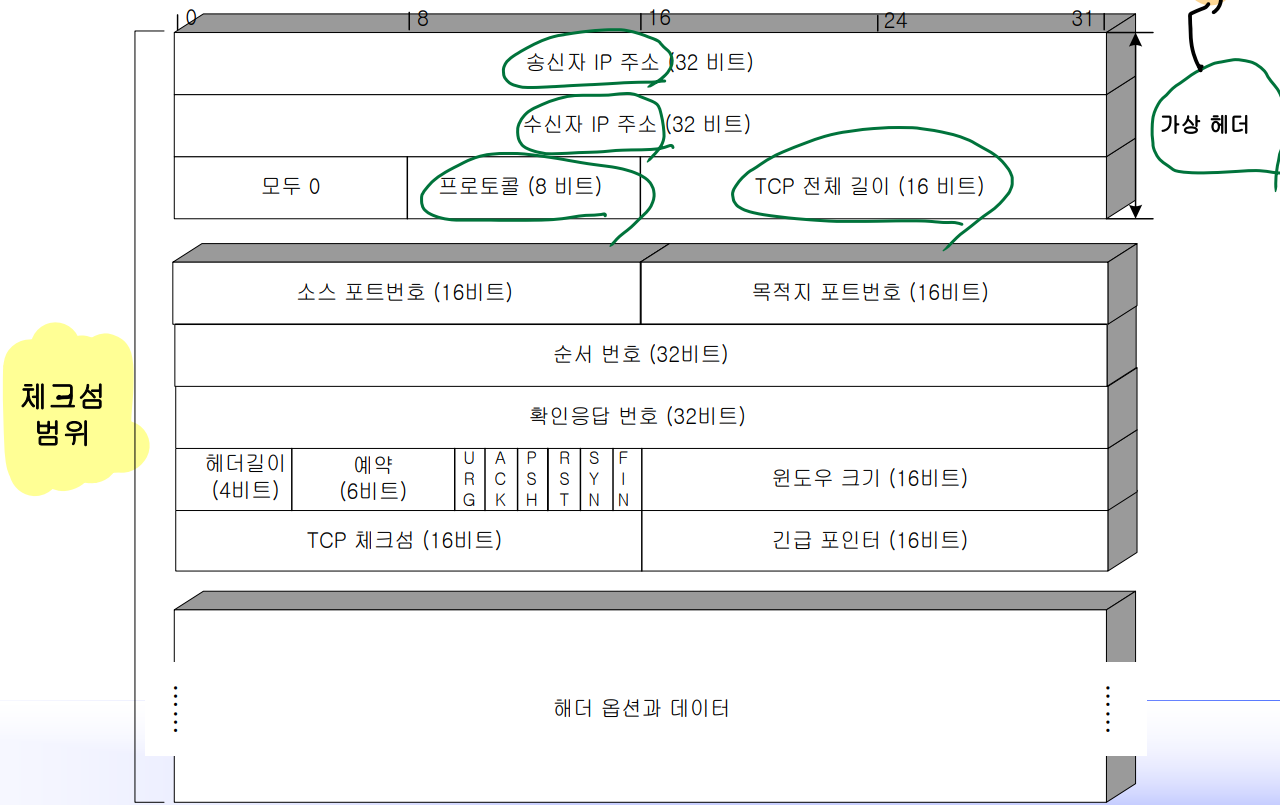 0 8 16 24 31
송신자 IP 주소 (32 비트)
수신자 IP 주소 (32 비트)
모두 0 프로토콜 (8 비트) TCP 전체 길이 (16 비트)
가상 헤더
소스 포트번호 (16비트) 목적지 포트번호 (16비트)
순서 번호 (32비트)
확인응답 번호 (32비트)
체크섬
범위
헤더길이
(4비트)
예약
(6비트)
URG
ACK
PSH
RST
SYN
FIN
윈도우 크기 (16비트)
TCP 체크섬 (16비트) 긴급 포인터 (16비트)
해더 옵션과 데이터